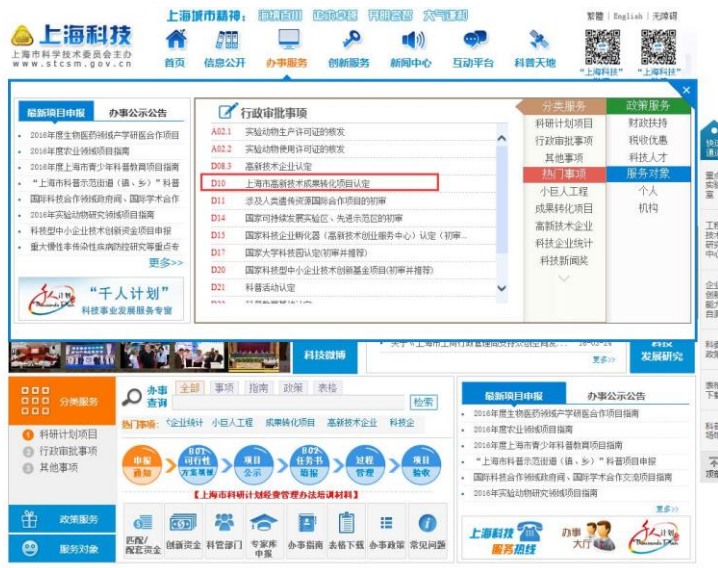 上海城市精神：
海纳百川 追求卓越 开明睿智 大气谦和
繁體 | English | 无障碍
上海科技
上海市科学技术委员会主办
www.stcsm.gov.cn
首页 信息公开 办事服务 创新服务 新闻中心 互动平台 科普天地
“上海科技” “上海科技”
最新项目申报 办事公示公告
2016年度生物医药领域产学研医合作项目
2016年度农业领域项目指南
2016年度上海市青少年科普教育项目指南
“上海市科普示范街道（镇、乡）”科普
国际科技合作领域政府间、国际学术合作
2016年实验动物研究领域项目指南
科技型中小企业技术创新资金项目指南
重大慢性非传染性疾病防控研究等重点专
更多>>
“千人计划”
科技事业发展服务专窗
行政审批事项
A02.1 实验动物生产许可证的核发
A02.2 实验动物使用许可证的核发
D08.3 高新技术企业认定
D10 上海市高新技术成果转化项目认定
D11 涉及人类遗传资源国际合作项目的初审
D14 国家可持续发展实验区、先进示范区的初审
D15 国家科技企业孵化器（高新技术创业服务中心）认定（初审...
D17 国家大学科技园认定(初审并推荐)
D20 国家科技型中小企业技术创新基金项目(初审并推荐)
D21 科普活动认定
分类服务
科研计划项目
行政审批事项
其他事项
热门事项
小巨人工程
成果转化项目
高新技术企业
科技企业统计
科技新闻奖
政策服务
财政扶持
税收优惠
科技人才
服务对象
个人
机构
科技微博
更多>>
发展研究
分类服务
科研计划项目
行政审批事项
其他事项
政策服务
服务对象
办事查询
全部 事项 指南 政策 表格
检索
热门事项： 企业统计 小巨人工程 成果转化项目 高新技术企业 科技企
申报通知
可行性方案填报
项目公示
任务书填报
过程管理
项目验收
【上海市科研计划经费管理办法培训材料】
匹配/配套资金 创新资金 科管部门 专家库申报 办事指南 表格下载 办事政策 常见问题
最新项目申报 办事公示公告
2016年度生物医药领域产学研医合作项目指南
2016年度农业领域项目指南
2016年度上海市青少年科普教育项目指南
“上海市科普示范街道（镇、乡）”科普项目申报
国际科技合作领域政府间、国际学术合作交流项目指南
2016年实验动物研究领域项目指南
更多>>
上海科技
服务热线
办事大厅